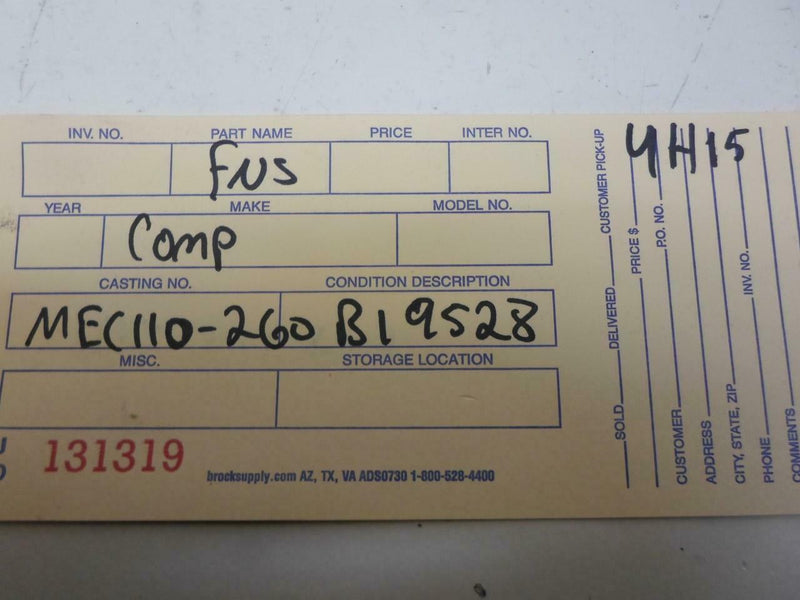 INV. NO. PART NAME PRICE INTER NO.
FNS
YEAR MAKE MODEL NO.
Comp
CASTING NO. CONDITION DESCRIPTION
MEC110-260 B1 9528
MISC. STORAGE LOCATION
131319
brocksupply.com AZ, TX, VA ADS0730 1-800-528-4400
SOLD DELIVERED CUSTOMER PICK-UP
PRICE $
CUSTOMER P.O. NO.
ADDRESS
CITY, STATE, ZIP
PHONE INV. NO.
COMMENTS
4H15